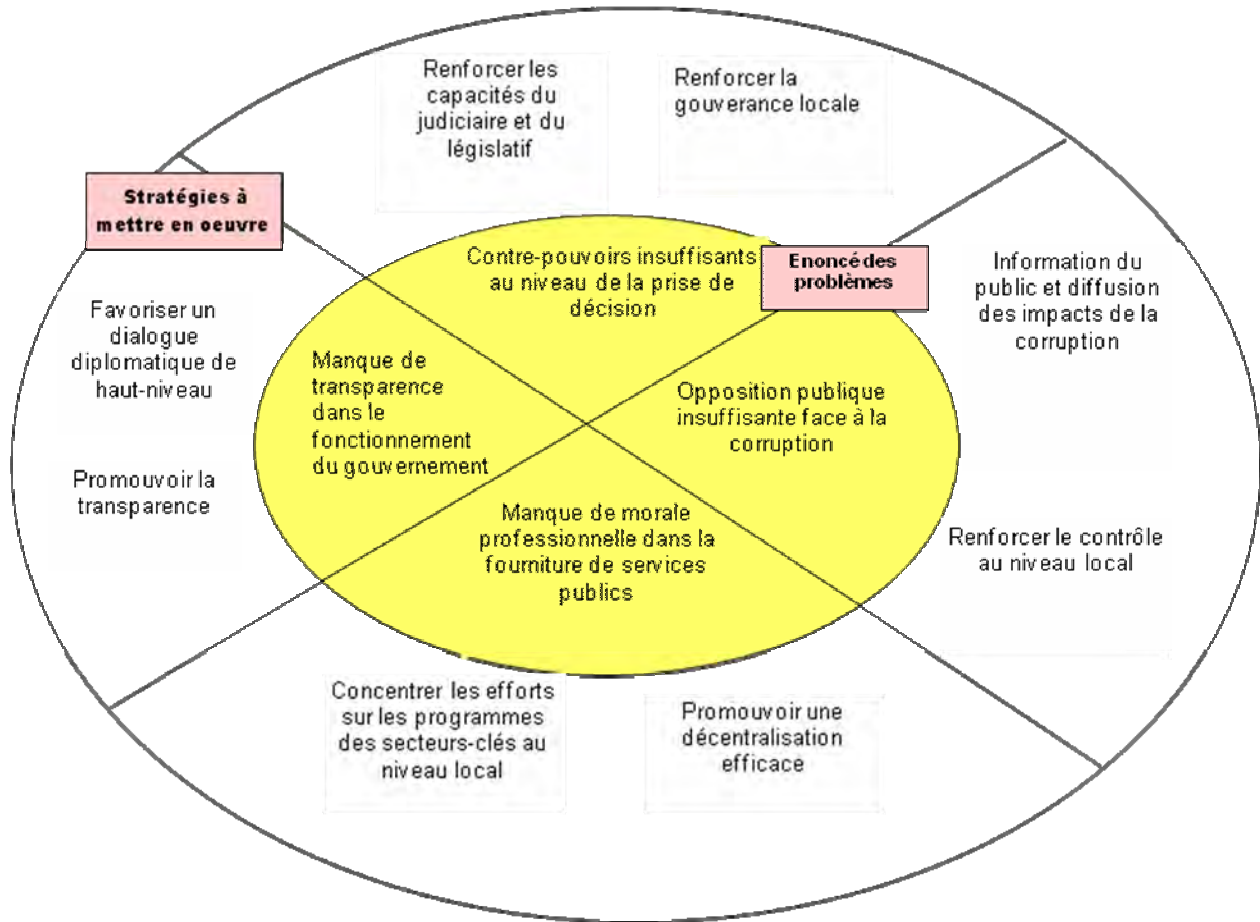 Renforcer les
capacités du
judiciaire et du
législatif
Renforcer la
gouverance locale
Stratégies à
mettre en oeuvre
Contre-pouvoirs insuffisants
au niveau de la prise de
décision
Enoncé des
problèmes
Information du
public et diffusion
des impacts de la
corruption
Favoriser un
dialogue
diplomatique de
haut-niveau
Manque de
transparence
dans le
fonctionnement
du gouvernement
Opposition publique
insuffisante face à la
corruption
Promouvoir la
transparence
Manque de morale
professionnelle dans la
fourniture de services
publics
Renforcer le contrôle
au niveau local
Concentrer les efforts
sur les programmes
des secteurs-clés au
niveau local
Promouvoir une
décentralisation
efficace